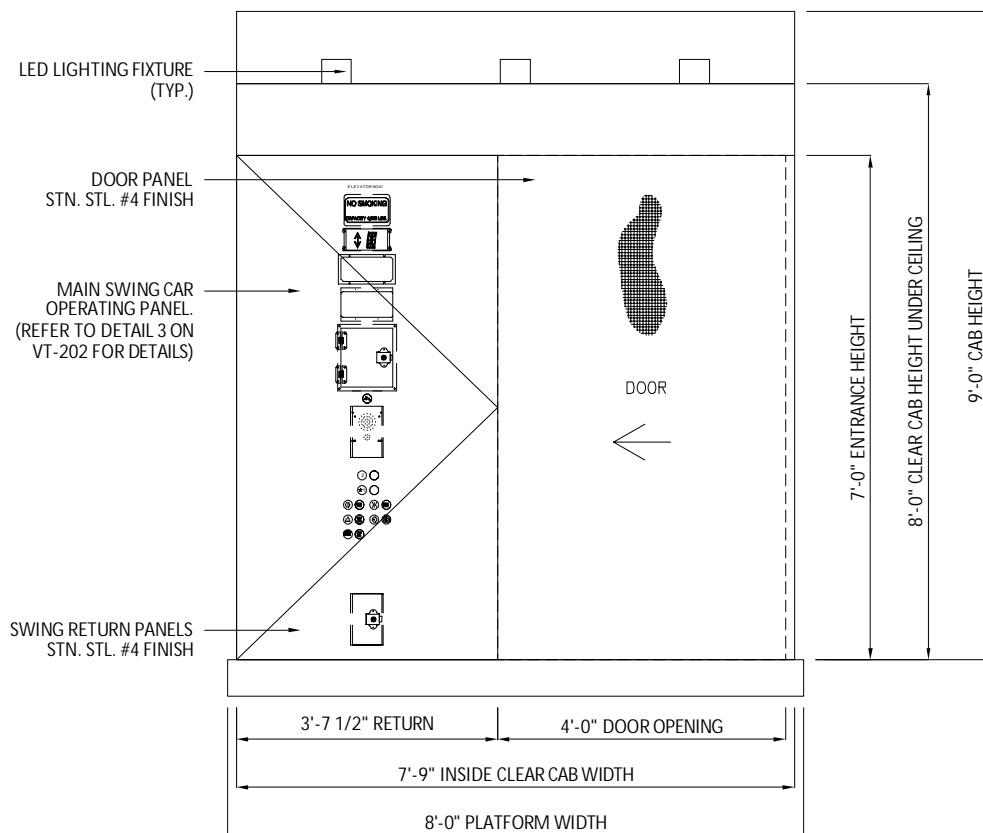 LED LIGHTING FIXTURE
(TYP.)
DOOR PANEL
STN. STL. #4 FINISH
ELEVATOR NO.01
NO SMOKING
MAIN SWING CAR
OPERATING PANEL.
(REFER TO DETAIL 3 ON
VT-202 FOR DETAILS)
DOOR
SWING RETURN PANELS
STN. STL. #4 FINISH
7'-0" ENTRANCE HEIGHT
8'-0" CLEAR CAB HEIGHT UNDER CEILING
9'-0" CAB HEIGHT
3'-7 1/2" RETURN
4'-0" DOOR OPENING
7'-9" INSIDE CLEAR CAB WIDTH
8'-0" PLATFORM WIDTH